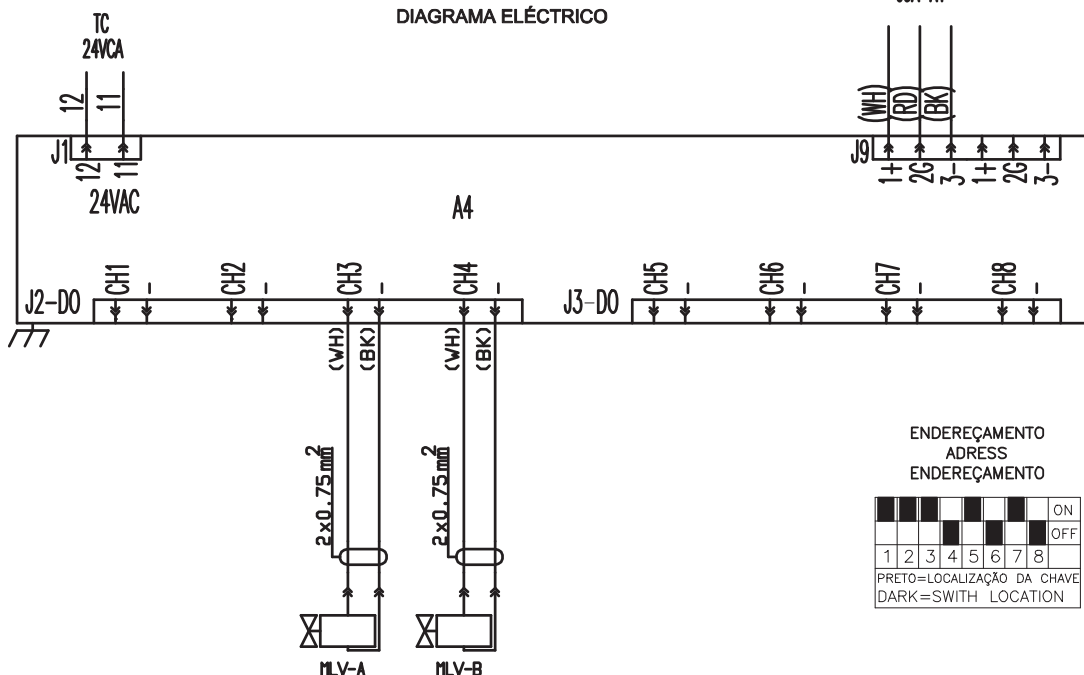 DIAGRAMA ELÉCTRICO
TC
24VCA
12
11
(WH)
(RD)
(BK)
J1
12
11
24VAC
J9
1+
2G
3-
1+
2G
3-
A4
J2-DO
CH1
-
CH2
-
CH3
-
CH4
-
J3-DO
CH5
-
CH6
-
CH7
-
CH8
-
(WH)
(BK)
(WH)
(BK)
2x0.75mm²
2x0.75mm²
MLV-A
MLV-B
ENDEREÇAMENTO
ADRESS
ENDEREÇAMENTO
ON
OFF
1 2 3 4 5 6 7 8
PRETO=LOCALIZAÇÃO DA CHAVE
DARK=SWITH LOCATION